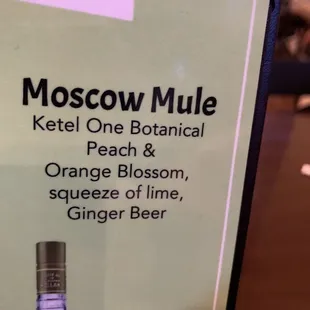 Moscow Mule
Ketel One Botanical
Peach &
Orange Blossom,
squeeze of lime,
Ginger Beer